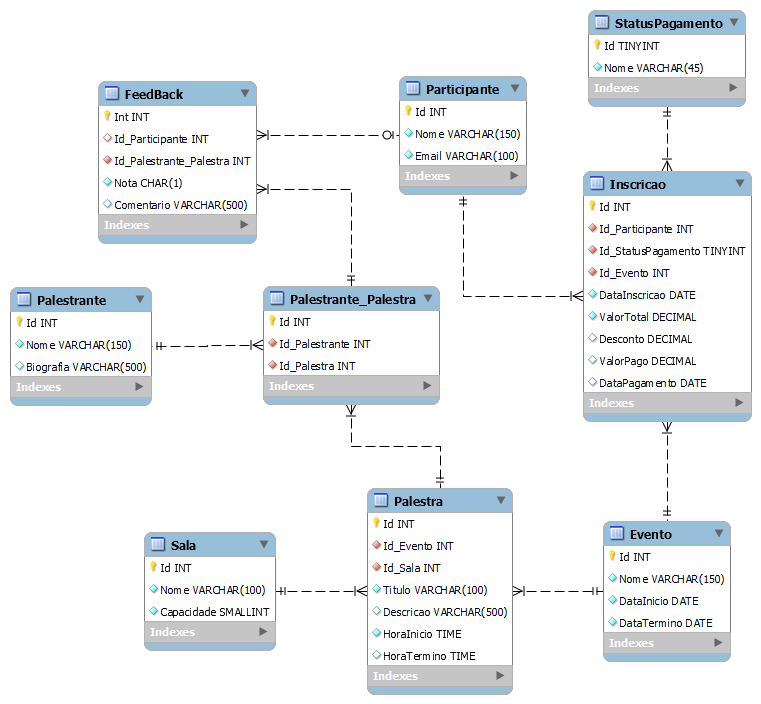 StatusPagamento
Id TINYINT
Nome VARCHAR(45)
Indexes
FeedBack
Int INT
Id_Participante INT
Id_Palestrante_Palestra INT
Nota CHAR(1)
Comentario VARCHAR(500)
Indexes
Participante
Id INT
Nome VARCHAR(150)
Email VARCHAR(100)
Indexes
Inscricao
Id INT
Id_Participante INT
Id_StatusPagamento TINYINT
Id_Evento INT
DataInscricao DATE
ValorTotal DECIMAL
Desconto DECIMAL
ValorPago DECIMAL
DataPagamento DATE
Indexes
Palestrante
Id INT
Nome VARCHAR(150)
Biografia VARCHAR(500)
Indexes
Palestrante_Palestra
Id INT
Id_Palestrante INT
Id_Palestra INT
Indexes
Palestra
Id INT
Id_Evento INT
Id_Sala INT
Titulo VARCHAR(100)
Descricao VARCHAR(500)
HoraInicio TIME
HoraTermino TIME
Indexes
Sala
Id INT
Nome VARCHAR(100)
Capacidade SMALLINT
Indexes
Evento
Id INT
Nome VARCHAR(150)
DataInicio DATE
DataTermino DATE
Indexes